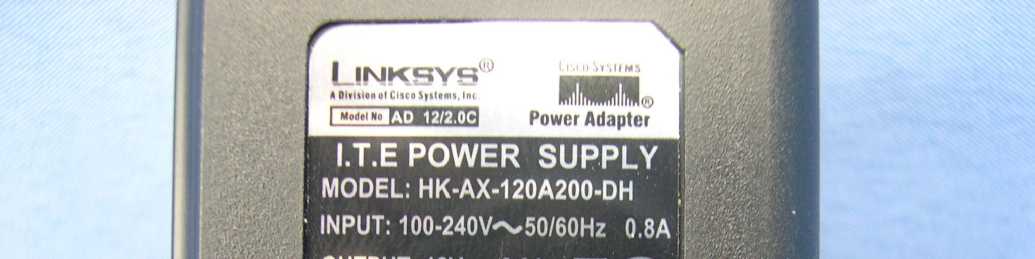 LINKSYS®
A Division of Cisco Systems, Inc.
Model No AD 12/2.0C
CISCO SYSTEMS
®
Power Adapter
I.T.E POWER SUPPLY
MODEL: HK-AX-120A200-DH
INPUT: 100-240V～50/60Hz 0.8A